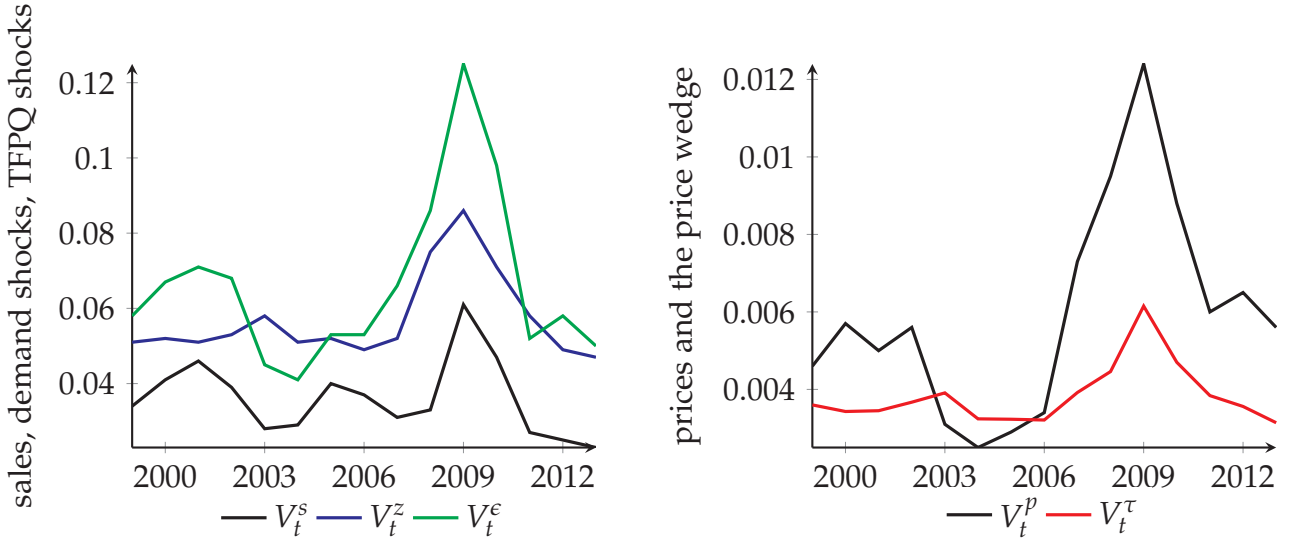 sales, demand shocks, TFPQ shocks
0.12
0.1
0.08
0.06
0.04
2000 2003 2006 2009 2012
V_t^s V_t^z V_t^ϵ
prices and the price wedge
0.012
0.01
0.008
0.006
0.004
2000 2003 2006 2009 2012
V_t^p V_t^τ